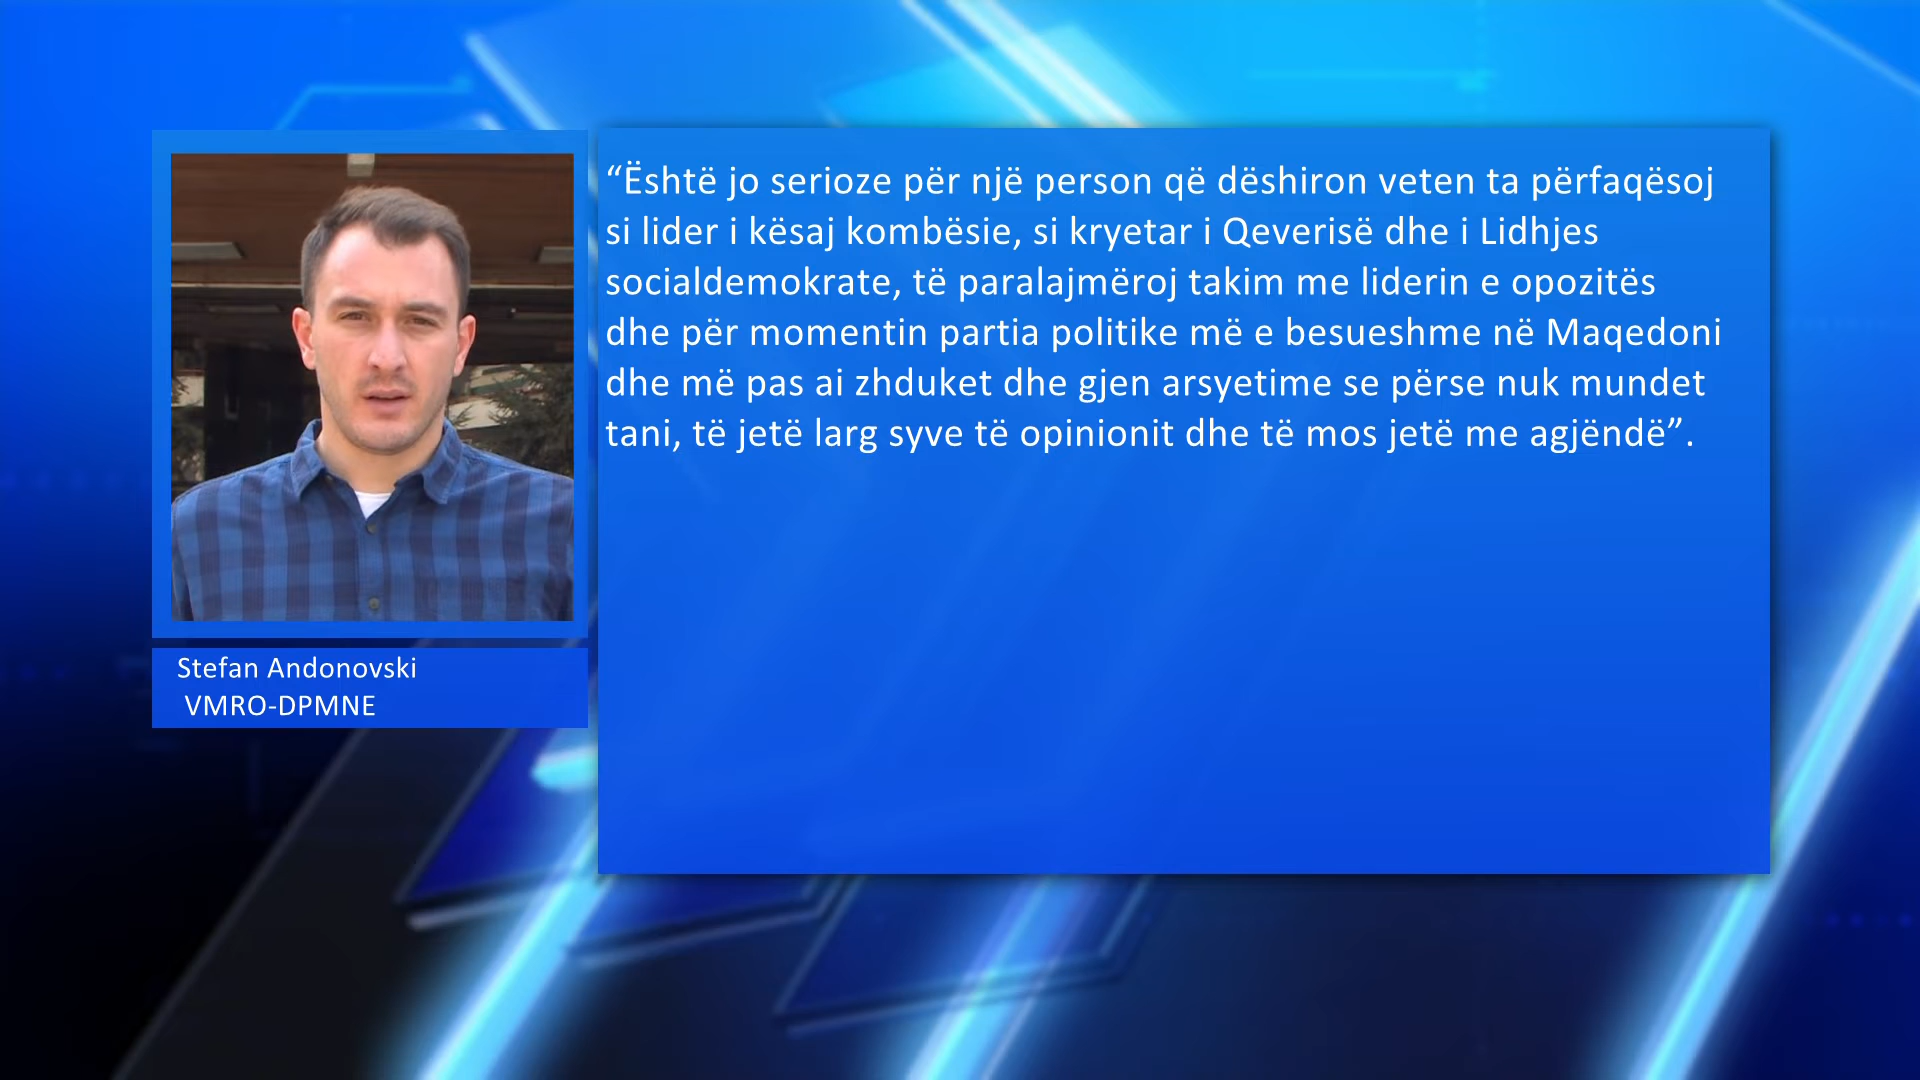 “Është jo serioze për një person që dëshiron veten ta përfaqësoj
si lider i kësaj kombësie, si kryetar i Qeverisë dhe i Lidhjes
socialdemokrate, të paralajmëroj takim me liderin e opozitës
dhe për momentin partia politike më e besueshme në Maqedoni
dhe më pas ai zhduket dhe gjen arsyetime se përse nuk mundet
tani, të jetë larg syve të opinionit dhe të mos jetë me agjëndë”.
Stefan Andonovski
VMRO-DPMNE